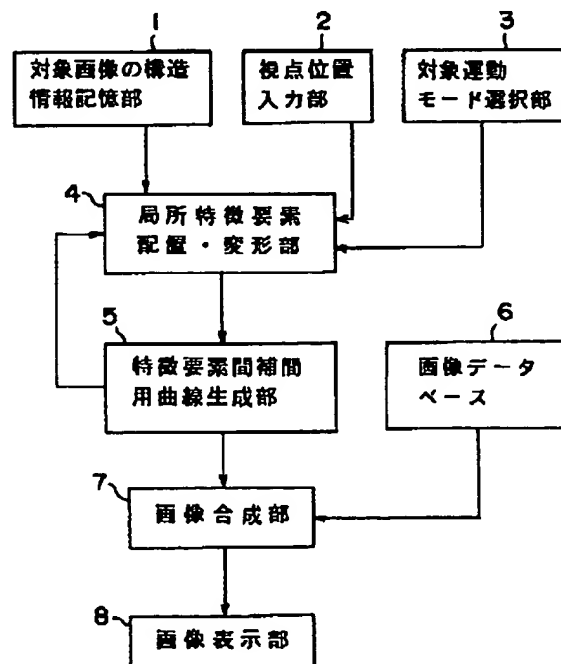 1
対象画像の構造
情報記憶部
2
視点位置
入力部
3
対象運動
モード選択部
4
局所特徴要素
配置・変形部
5
特徴要素間補間
用曲線生成部
6
画像データ
ベース
7
画像合成部
8
画像表示部